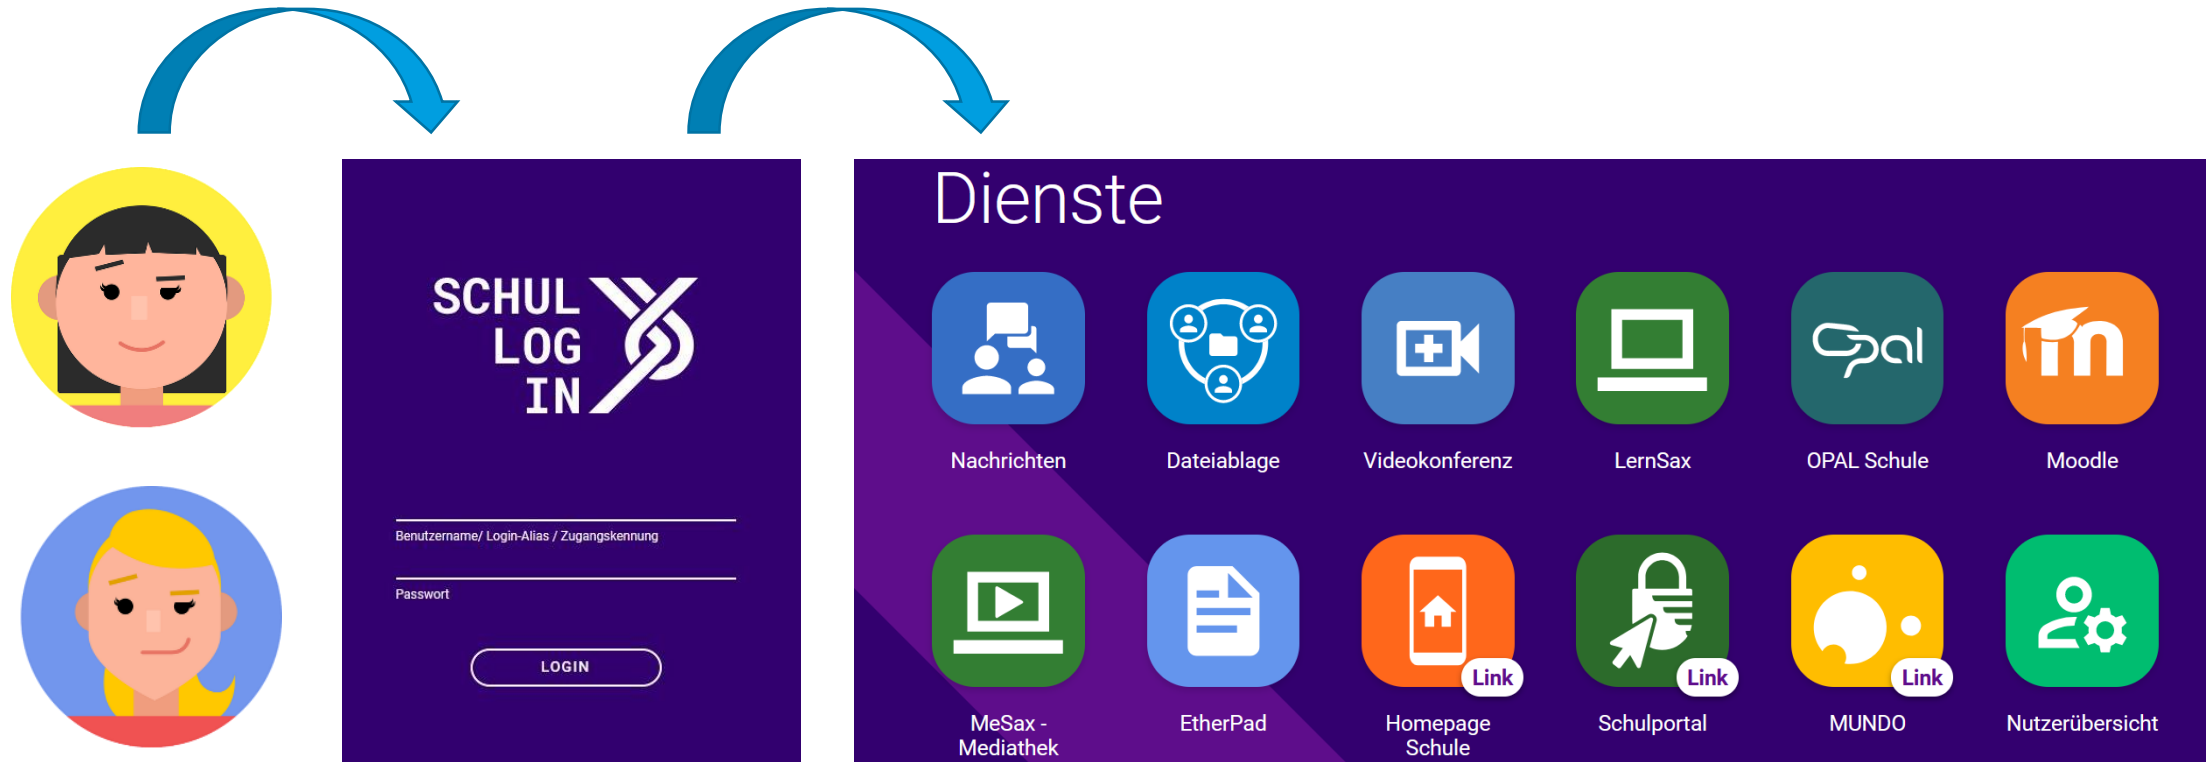 SCHUL
LOG
IN
Benutzername/ Login-Alias / Zugangskennung
Passwort
LOGIN
Dienste
Nachrichten
Dateiablage
Videokonferenz
LernSax
Opal
OPAL Schule
m
Moodle
MeSax -
Mediathek
EtherPad
Link
Homepage
Schule
Link
Schulportal
Link
MUNDO
Nutzerübersicht